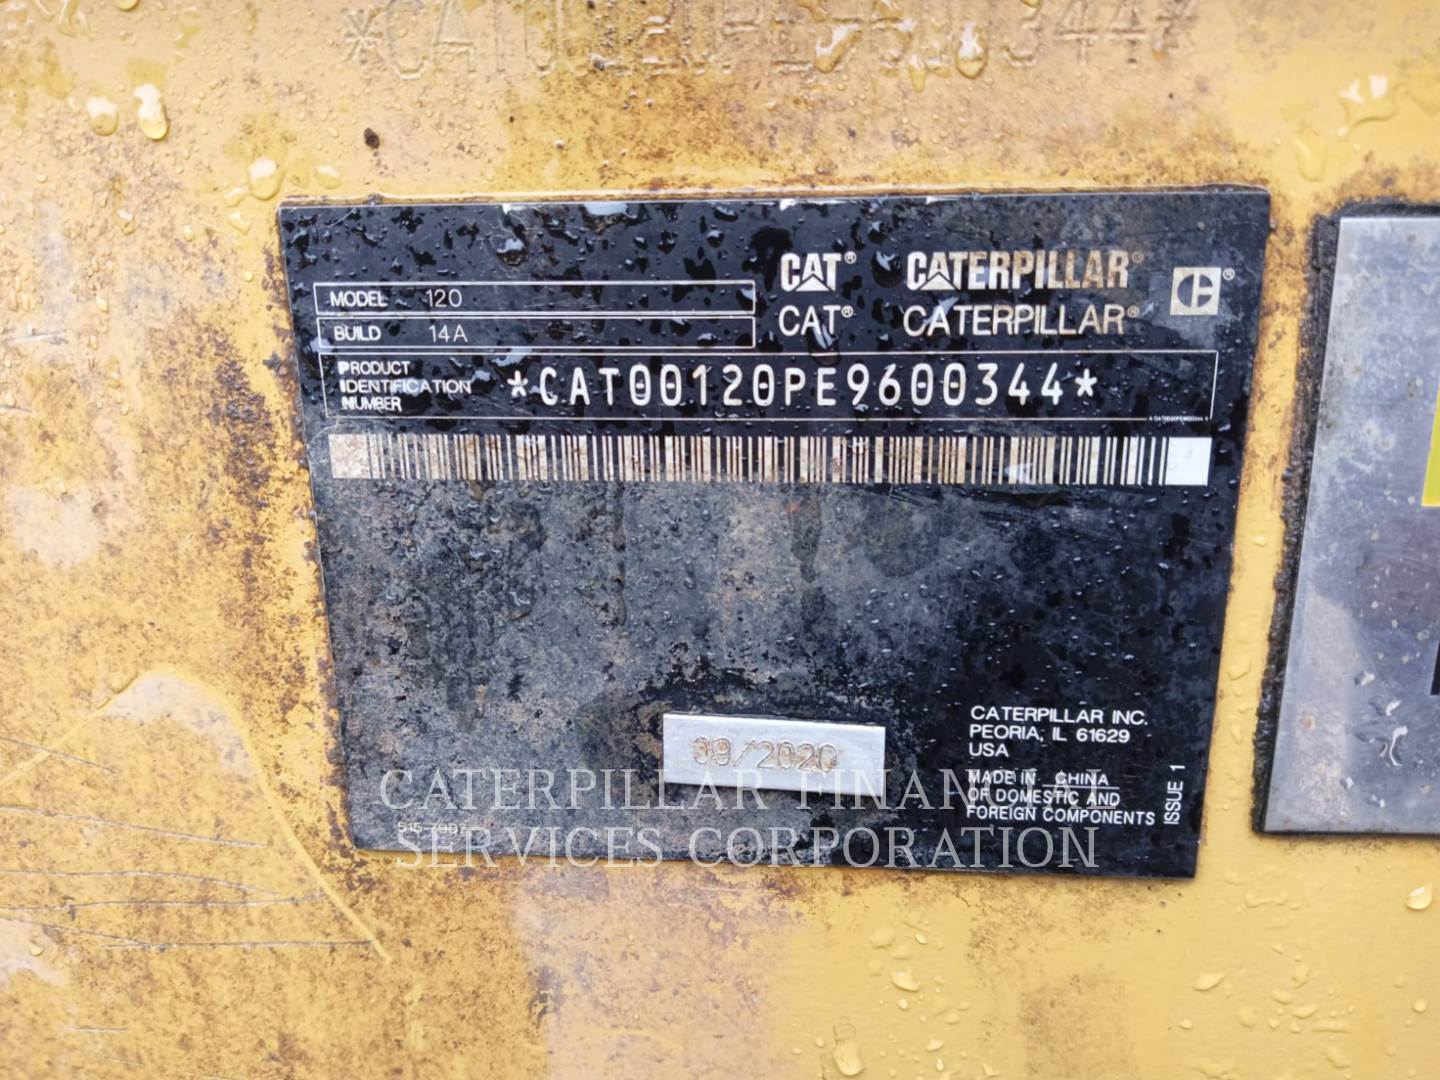 *CAT00120PE9600344*
CAT® CATERPILLAR®
CAT® CATERPILLAR®
MODEL 120
BUILD 14A
PRODUCT
IDENTIFICATION
NUMBER
*CAT00120PE9600344*
09/2020
CATERPILLAR INC.
PEORIA, IL 61629
USA
MADE IN CHINA
OF DOMESTIC AND
FOREIGN COMPONENTS
ISSUE 1
CATERPILLAR FINANCIAL
SERVICES CORPORATION